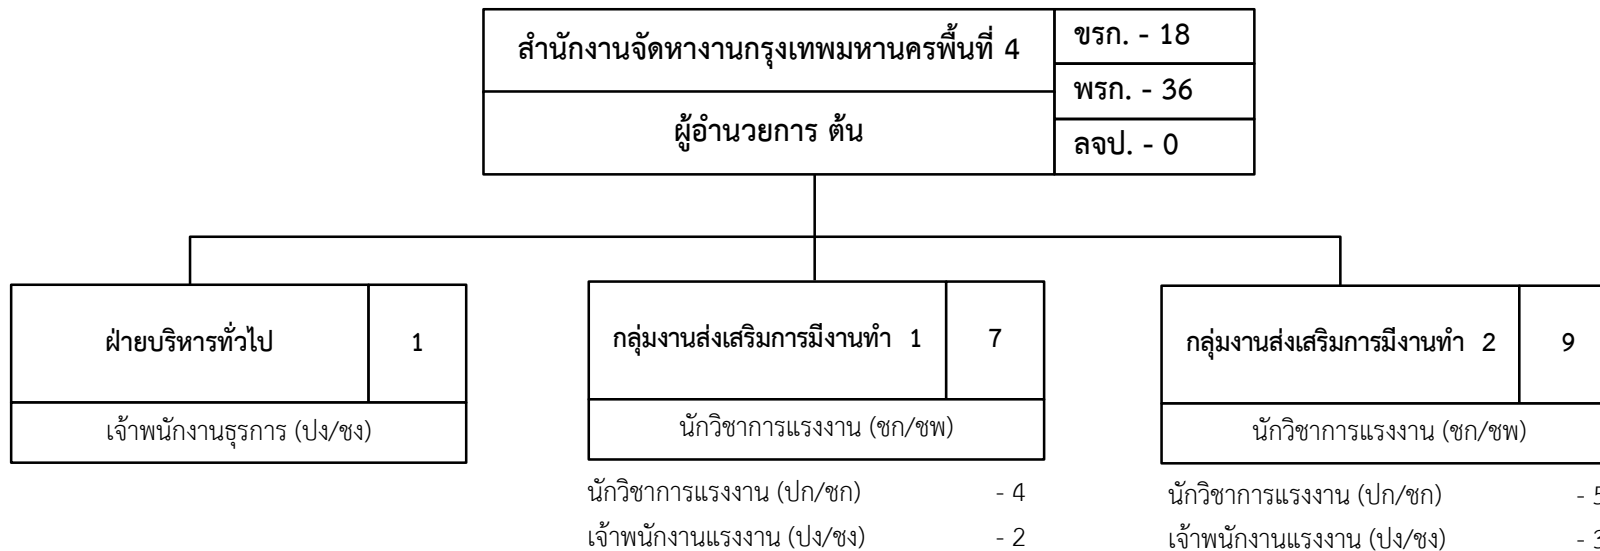 สำนักงานจัดหางานกรุงเทพมหานครพื้นที่ 4
ผู้อำนวยการ ต้น
ขรก. - 18
พรก. - 36
ลจป. - 0
ฝ่ายบริหารทั่วไป 1
เจ้าพนักงานธุรการ (ปง/ชง)
กลุ่มงานส่งเสริมการมีงานทำ 1 7
นักวิชาการแรงงาน (ชก/ชพ)
นักวิชาการแรงงาน (ปก/ชก) - 4
เจ้าพนักงานแรงงาน (ปง/ชง) - 2
กลุ่มงานส่งเสริมการมีงานทำ 2 9
นักวิชาการแรงงาน (ชก/ชพ)
นักวิชาการแรงงาน (ปก/ชก) - 5
เจ้าพนักงานแรงงาน (ปง/ชง) - 3